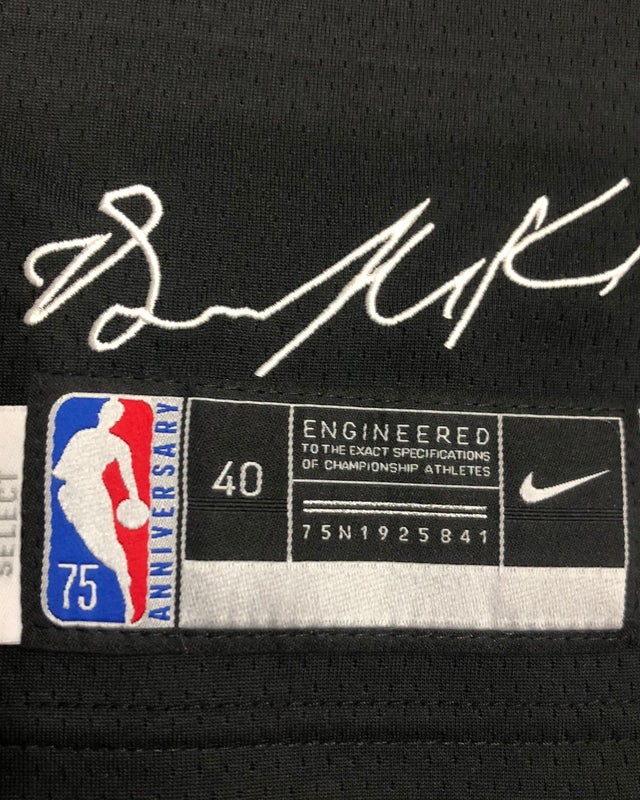 SELECT
75
ANNIVERSARY
40
ENGINEERED
TO THE EXACT SPECIFICATIONS
OF CHAMPIONSHIP ATHLETES
75N1925841